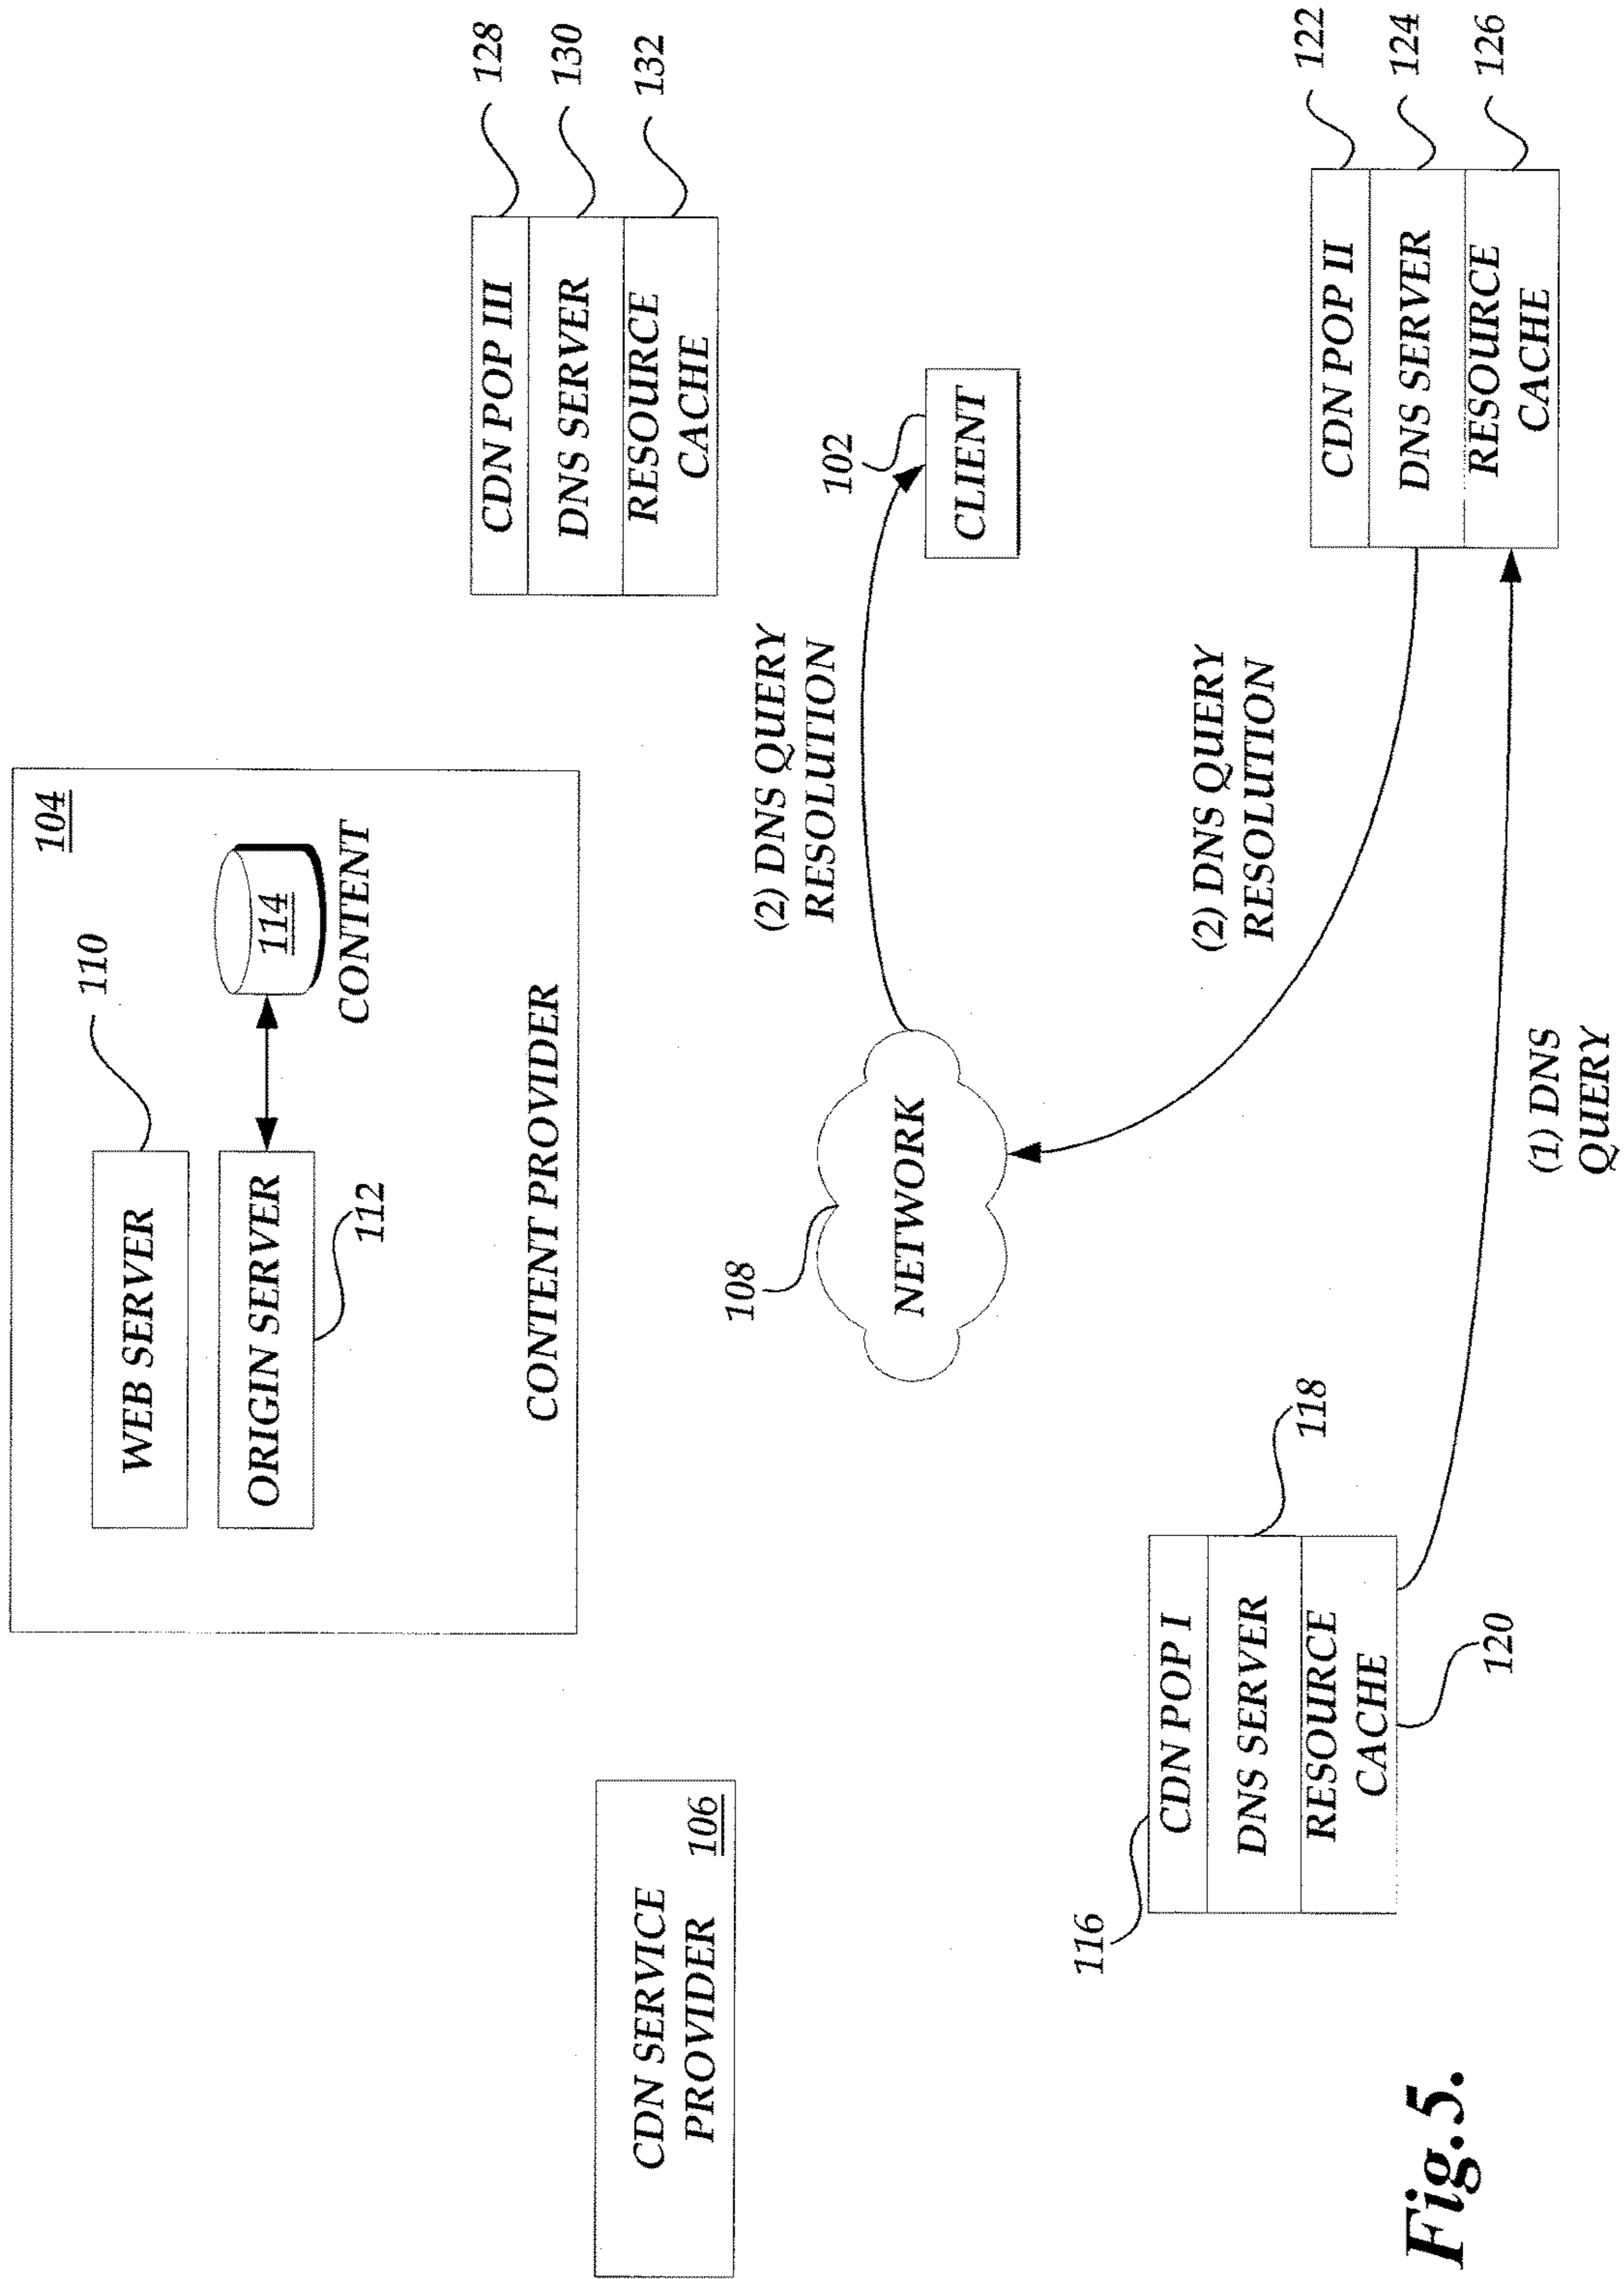 104
110
WEB SERVER
ORIGIN SERVER
112
114
CONTENT
CONTENT PROVIDER
CDN SERVICE
PROVIDER
106
128
CDN POP III
130
DNS SERVER
132
RESOURCE
CACHE
(2) DNS QUERY
RESOLUTION
102
CLIENT
108
NETWORK
(2) DNS QUERY
RESOLUTION
116
CDN POP I
118
DNS SERVER
RESOURCE
CACHE
120
122
CDN POP II
124
DNS SERVER
126
RESOURCE
CACHE
(1) DNS
QUERY
Fig.5.